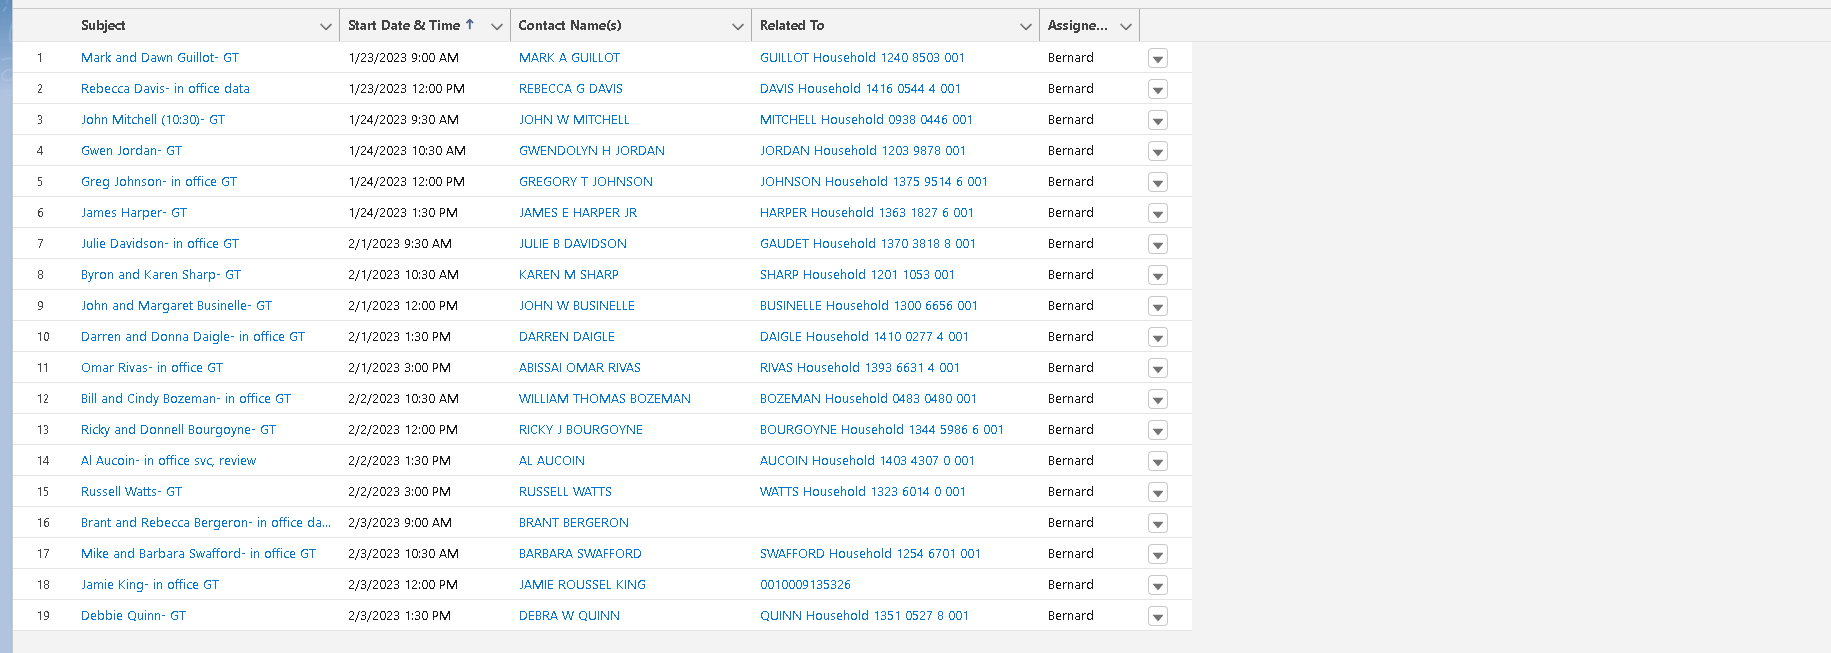 Subject Start Date & Time ↑ Contact Name(s) Related To Assigne...
1 Mark and Dawn Guillot- GT 1/23/2023 9:00 AM MARK A GUILLOT GUILLOT Household 1240 8503 001 Bernard
2 Rebecca Davis- in office data 1/23/2023 12:00 PM REBECCA G DAVIS DAVIS Household 1416 0544 4 001 Bernard
3 John Mitchell (10:30)- GT 1/24/2023 9:30 AM JOHN W MITCHELL MITCHELL Household 0938 0446 001 Bernard
4 Gwen Jordan- GT 1/24/2023 10:30 AM GWENDOLYN H JORDAN JORDAN Household 1203 9878 001 Bernard
5 Greg Johnson- in office GT 1/24/2023 12:00 PM GREGORY T JOHNSON JOHNSON Household 1375 9514 6 001 Bernard
6 James Harper- GT 1/24/2023 1:30 PM JAMES E HARPER JR HARPER Household 1363 1827 6 001 Bernard
7 Julie Davidson- in office GT 2/1/2023 9:30 AM JULIE B DAVIDSON GAUDET Household 1370 3818 8 001 Bernard
8 Byron and Karen Sharp- GT 2/1/2023 10:30 AM KAREN M SHARP SHARP Household 1201 1053 001 Bernard
9 John and Margaret Businelle- GT 2/1/2023 12:00 PM JOHN W BUSINELLE BUSINELLE Household 1300 6656 001 Bernard
10 Darren and Donna Daigle- in office GT 2/1/2023 1:30 PM DARREN DAIGLE DAIGLE Household 1410 0277 4 001 Bernard
11 Omar Rivas- in office GT 2/1/2023 3:00 PM ABISSAI OMAR RIVAS RIVAS Household 1393 6631 4 001 Bernard
12 Bill and Cindy Bozeman- in office GT 2/2/2023 10:30 AM WILLIAM THOMAS BOZEMAN BOZEMAN Household 0483 0480 001 Bernard
13 Ricky and Donnell Bourgoyne- GT 2/2/2023 12:00 PM RICKY J BOURGOYNE BOURGOYNE Household 1344 5986 6 001 Bernard
14 Al Aucoin- in office svc, review 2/2/2023 1:30 PM AL AUCOIN AUCOIN Household 1403 4307 0 001 Bernard
15 Russell Watts- GT 2/2/2023 3:00 PM RUSSELL WATTS WATTS Household 1323 6014 0 001 Bernard
16 Brant and Rebecca Bergeron- in office da... 2/3/2023 9:00 AM BRANT BERGERON Bernard
17 Mike and Barbara Swafford- in office GT 2/3/2023 10:30 AM BARBARA SWAFFORD SWAFFORD Household 1254 6701 001 Bernard
18 Jamie King- in office GT 2/3/2023 12:00 PM JAMIE ROUSSEL KING 0010009135326 Bernard
19 Debbie Quinn- GT 2/3/2023 1:30 PM DEBRA W QUINN QUINN Household 1351 0527 8 001 Bernard